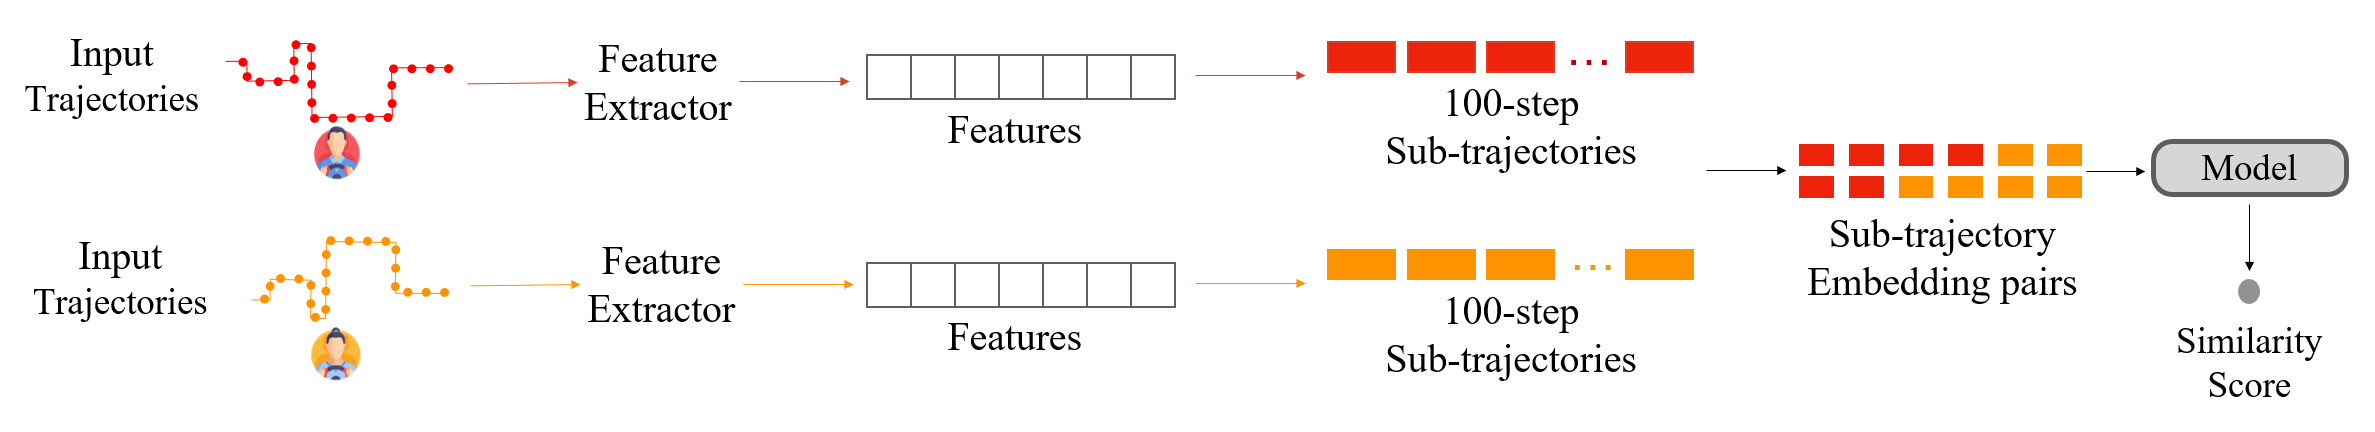 Input
Trajectories
Feature
Extractor
Features
100-step
Sub-trajectories
Input
Trajectories
Feature
Extractor
Features
100-step
Sub-trajectories
Sub-trajectory
Embedding pairs
Model
Similarity
Score